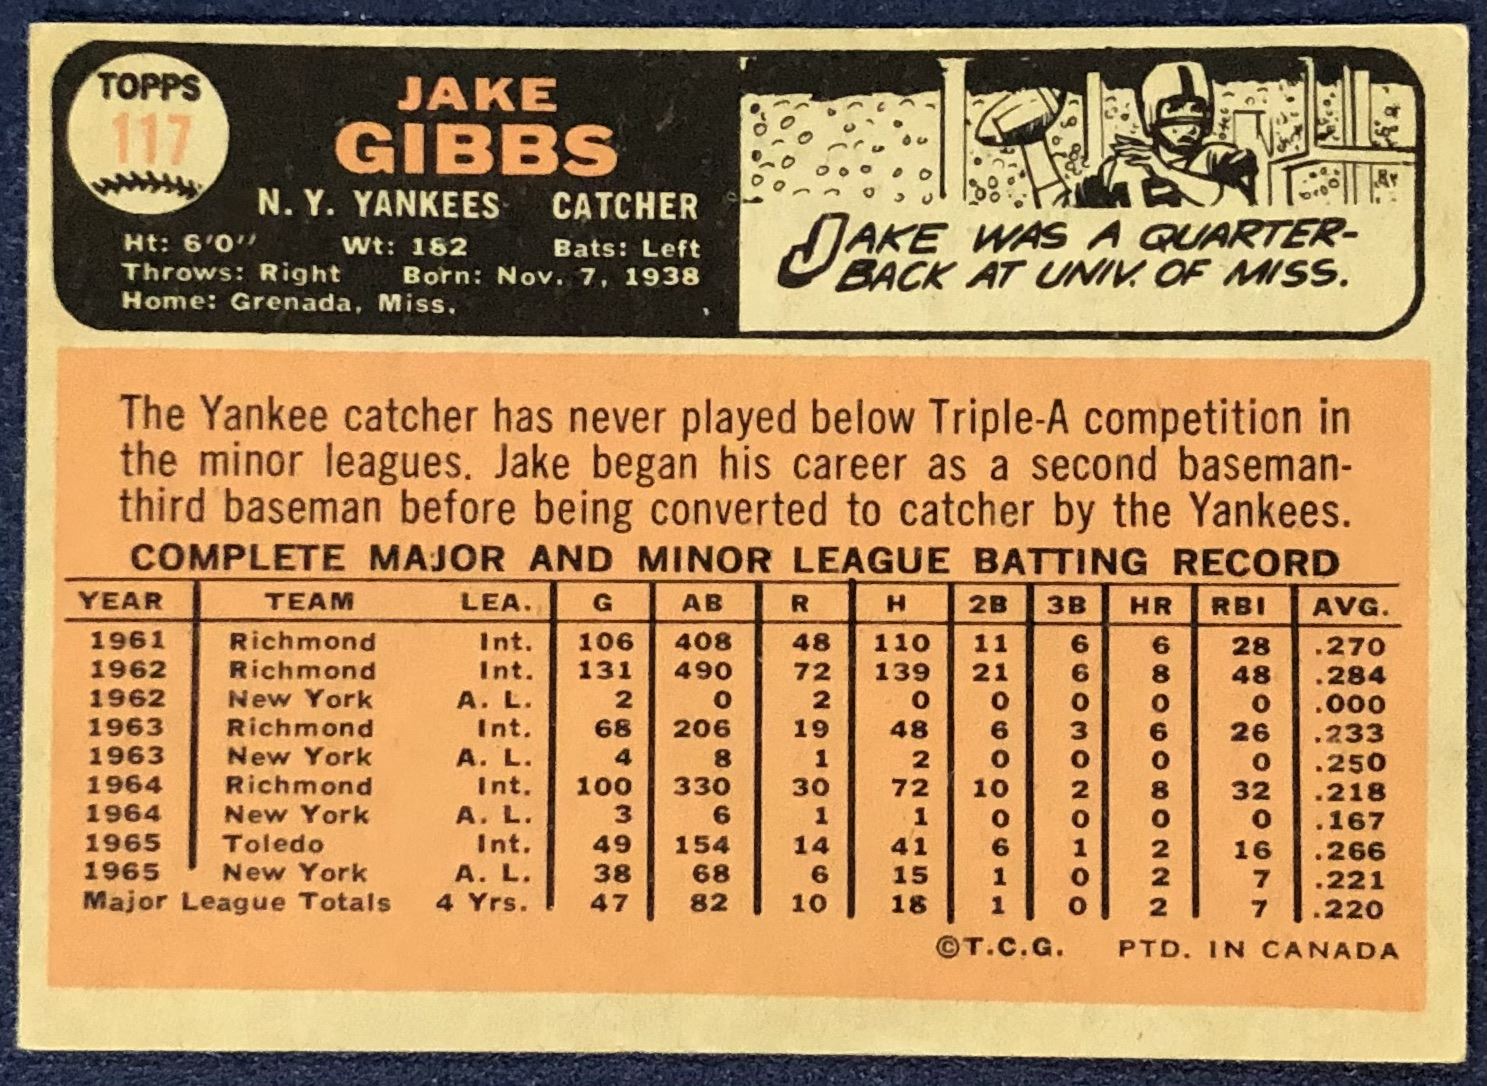 TOPPS
117
JAKE
GIBBS
N. Y. YANKEES CATCHER
Ht: 6'0" Wt: 182 Bats: Left
Throws: Right Born: Nov. 7, 1938
Home: Grenada, Miss.
JAKE WAS A QUARTER-
BACK AT UNIV. OF MISS.
The Yankee catcher has never played below Triple-A competition in
the minor leagues. Jake began his career as a second baseman-
third baseman before being converted to catcher by the Yankees.
COMPLETE MAJOR AND MINOR LEAGUE BATTING RECORD
YEAR TEAM LEA. G AB R H 2B 3B HR RBI AVG.
1961 Richmond Int. 106 408 48 110 11 6 6 28 .270
1962 Richmond Int. 131 490 72 139 21 6 8 48 .284
1962 New York A. L. 2 0 2 0 0 0 0 0 .000
1963 Richmond Int. 68 206 19 48 6 3 6 26 .233
1963 New York A. L. 4 8 1 2 0 0 0 0 .250
1964 Richmond Int. 100 330 30 72 10 2 8 32 .218
1964 New York A. L. 3 6 1 1 0 0 0 0 .167
1965 Toledo Int. 49 154 14 41 6 1 2 16 .266
1965 New York A. L. 38 68 6 15 1 0 2 7 .221
Major League Totals 4 Yrs. 47 82 10 18 1 0 2 7 .220
©T.C.G. PTD. IN CANADA